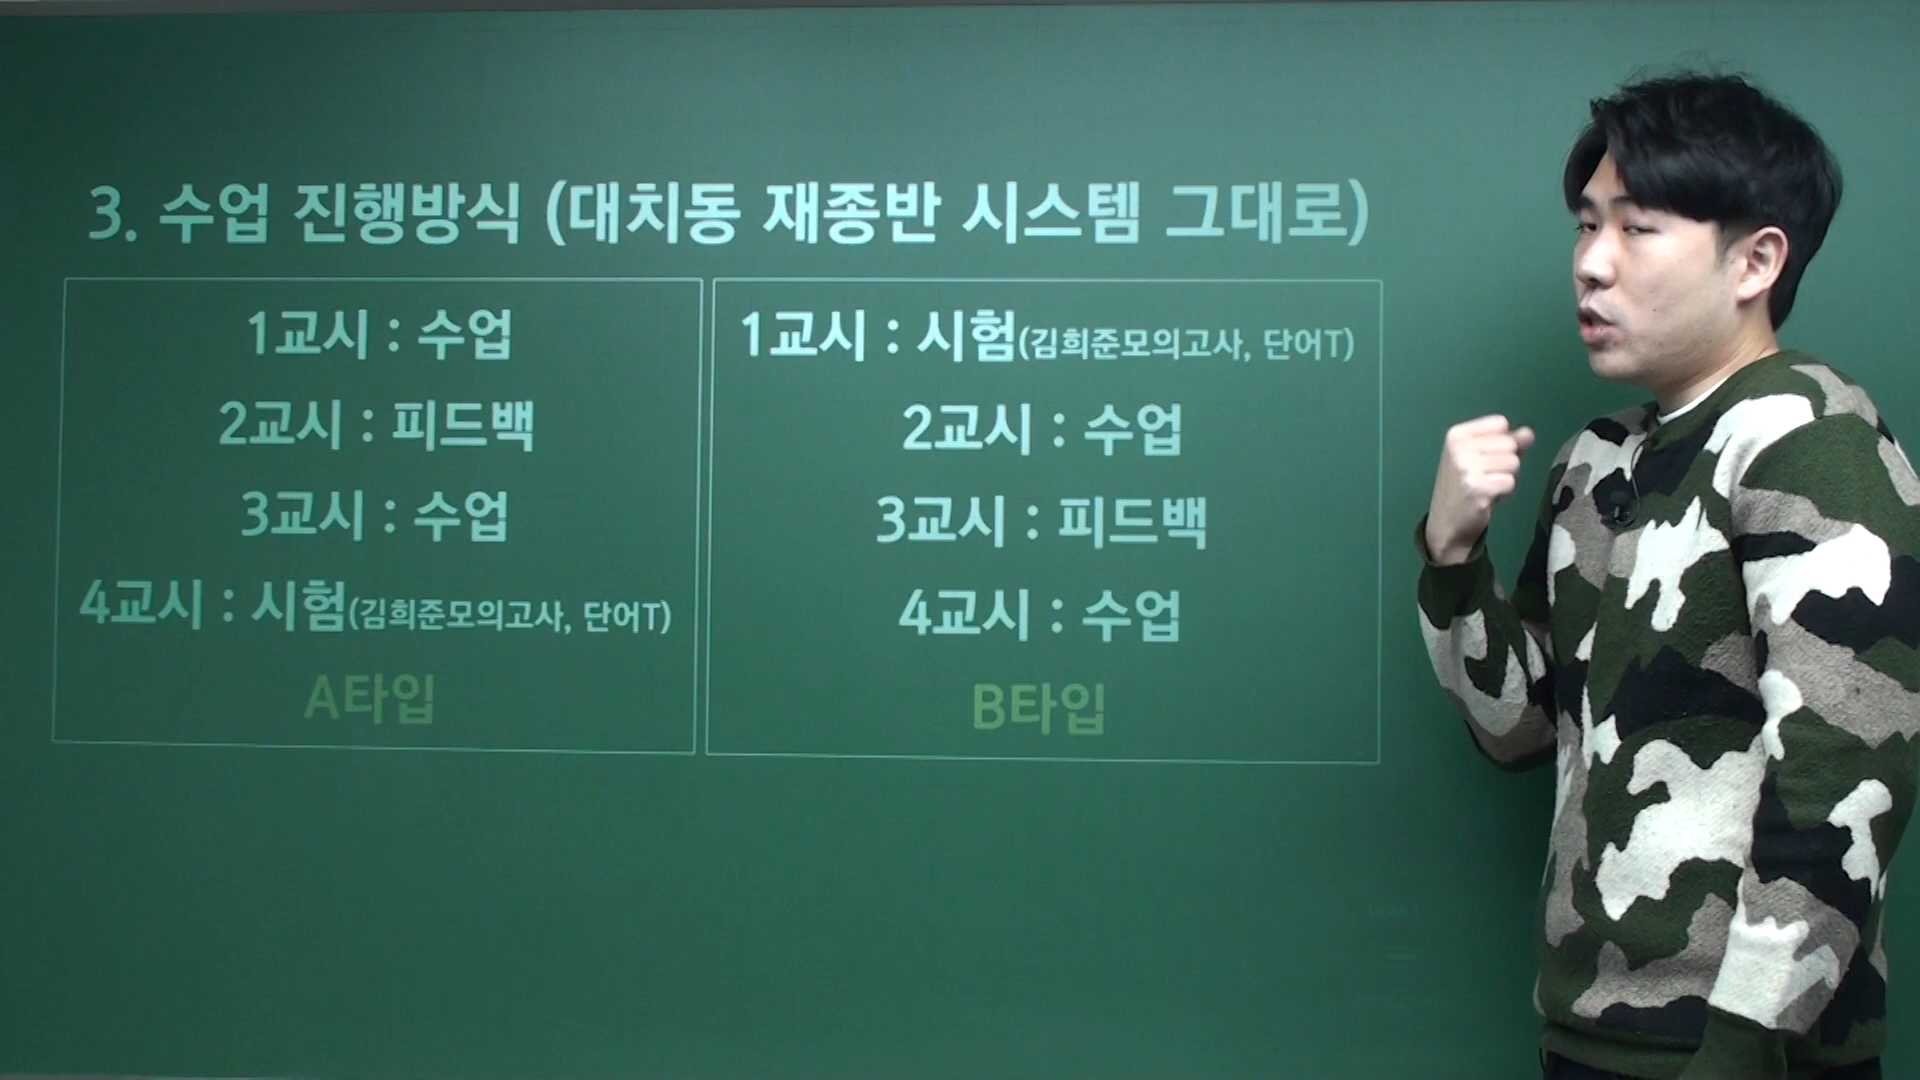 3. 수업 진행방식 (대치동 재종반 시스템 그대로)
1교시 : 수업
2교시 : 피드백
3교시 : 수업
4교시 : 시험(김희준모의고사, 단어T)
A타입
1교시 : 시험(김희준모의고사, 단어T)
2교시 : 수업
3교시 : 피드백
4교시 : 수업
B타입